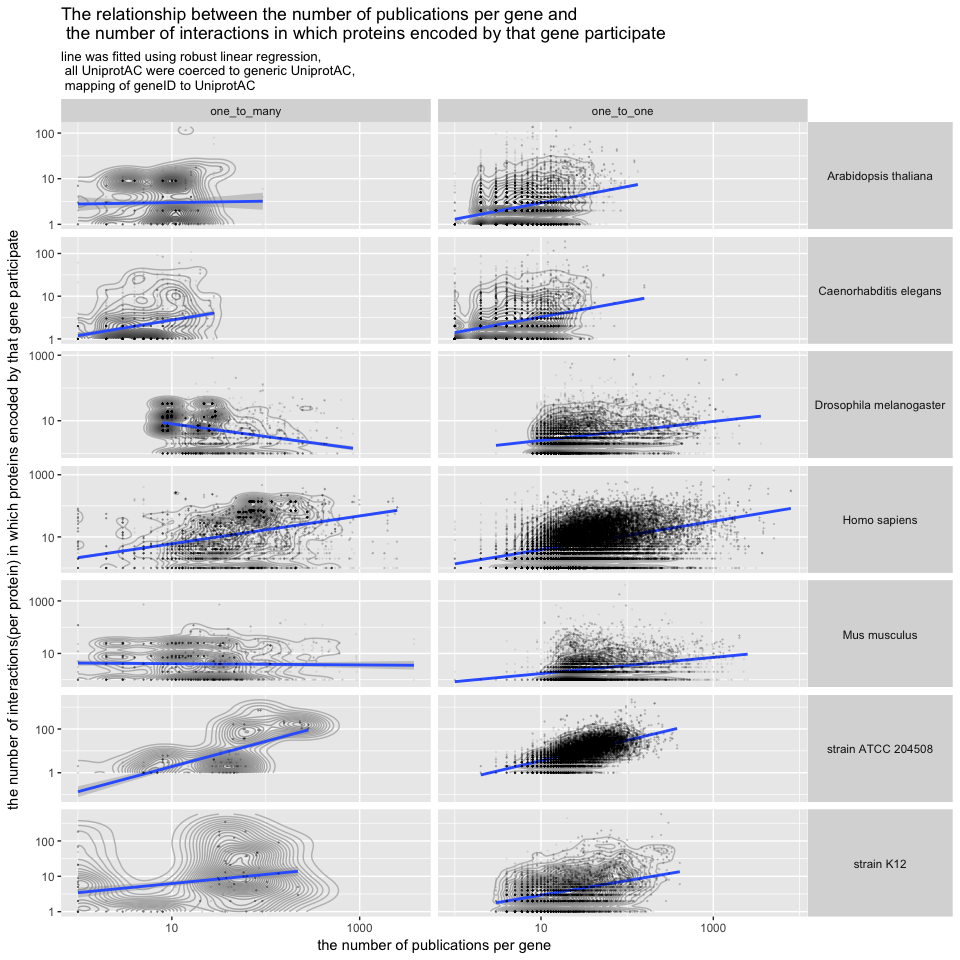 The relationship between the number of publications per gene and
the number of interactions in which proteins encoded by that gene participate
line was fitted using robust linear regression,
all UniprotAC were coerced to generic UniprotAC,
mapping of geneID to UniprotAC
one_to_many
one_to_one
100
10
1
Arabidopsis thaliana
100
10
1
Caenorhabditis elegans
1000
10
Drosophila melanogaster
1000
10
Homo sapiens
1000
10
Mus musculus
100
1
strain ATCC 204508
100
10
1
strain K12
10
1000
10
1000
the number of publications per gene
the number of interactions(per protein) in which proteins encoded by that gene participate